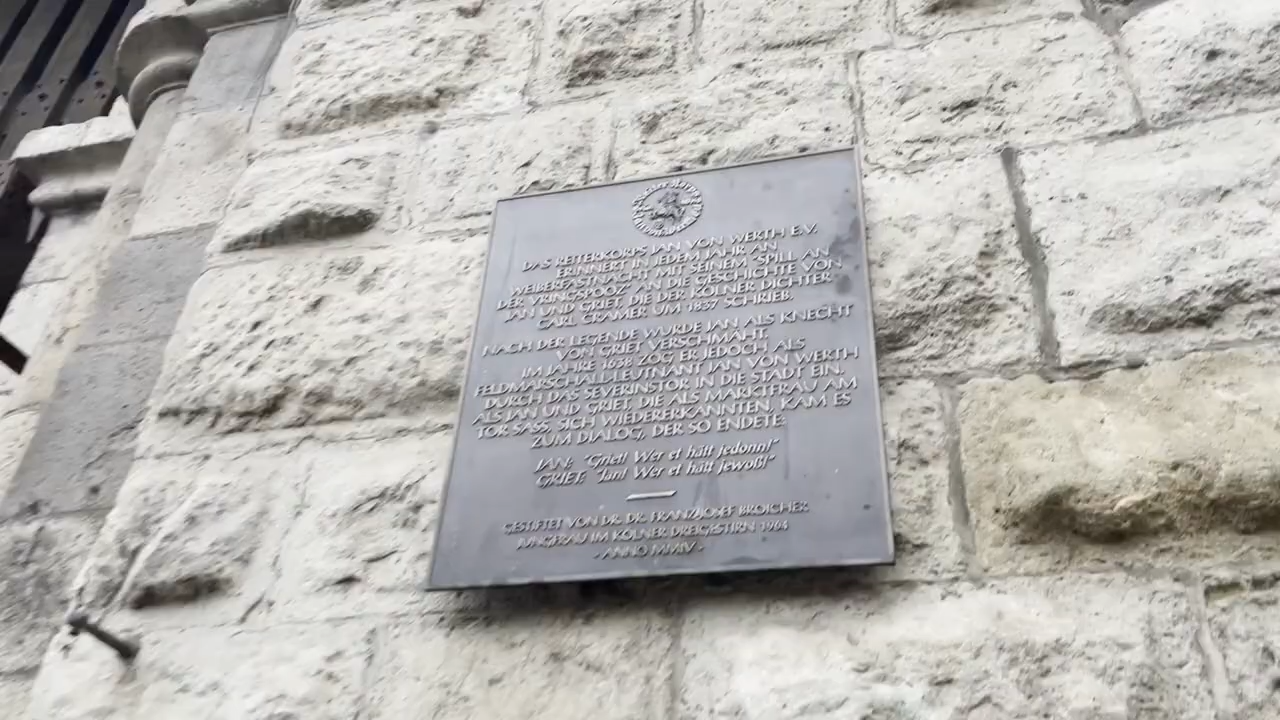 DAS REITERKORPS JAN VON WERTH E.V.
ERINNERT IN JEDEM JAHR AN
WEIBERFASTNACHT MIT SEINEM "SPILL AN
DER VRINGSPOOZ" AN DIE GESCHICHTE VON
JAN UND GRIET, DIE DER KÖLNER DICHTER
CARL CRAMER UM 1837 SCHRIEB.
NACH DER LEGENDE WURDE JAN ALS KNECHT
VON GRIET VERSCHMÄHT.
IM JAHRE 1638 ZOG ER JEDOCH ALS
FELDMARSCHALLLEUTNANT JAN VON WERTH
DURCH DAS SEVERINSTOR IN DIE STADT EIN.
ALS JAN UND GRIET, DIE ALS MARKTFRAU AM
TOR SASS, SICH WIEDERERKANNTEN, KAM ES
ZUM DIALOG, DER SO ENDETE:
JAN: "Griet! Wer et hätt jedonn!"
GRIET: "Jan! Wer et hätt jewoß!"
GESTIFTET VON DR. DR. FRANZ-JOSEF BROICHER
JUNGFRAU IM KÖLNER DREIGESTIRN 1964
- ANNO MMIV -